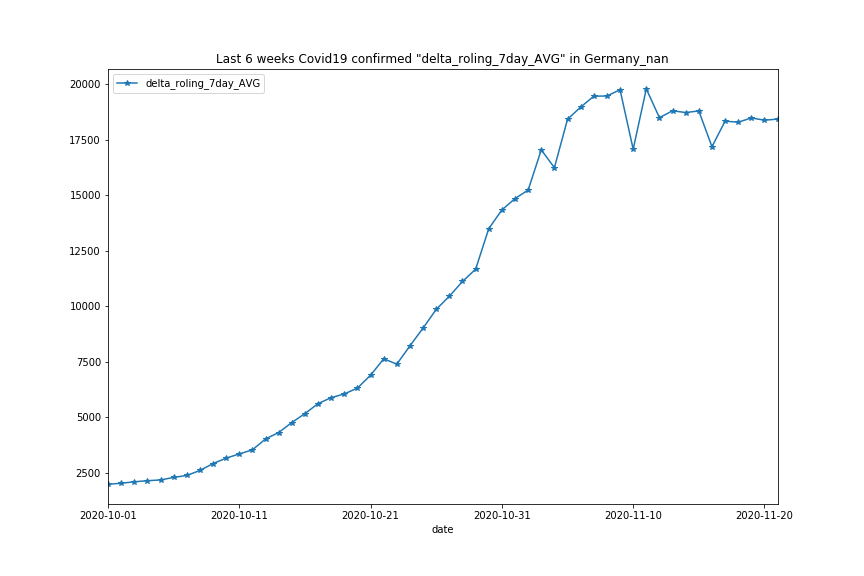 Last 6 weeks Covid19 confirmed "delta_roling_7day_AVG" in Germany_nan
delta_roling_7day_AVG
20000
17500
15000
12500
10000
7500
5000
2500
2020-10-01 2020-10-11 2020-10-21 2020-10-31 2020-11-10 2020-11-20
date